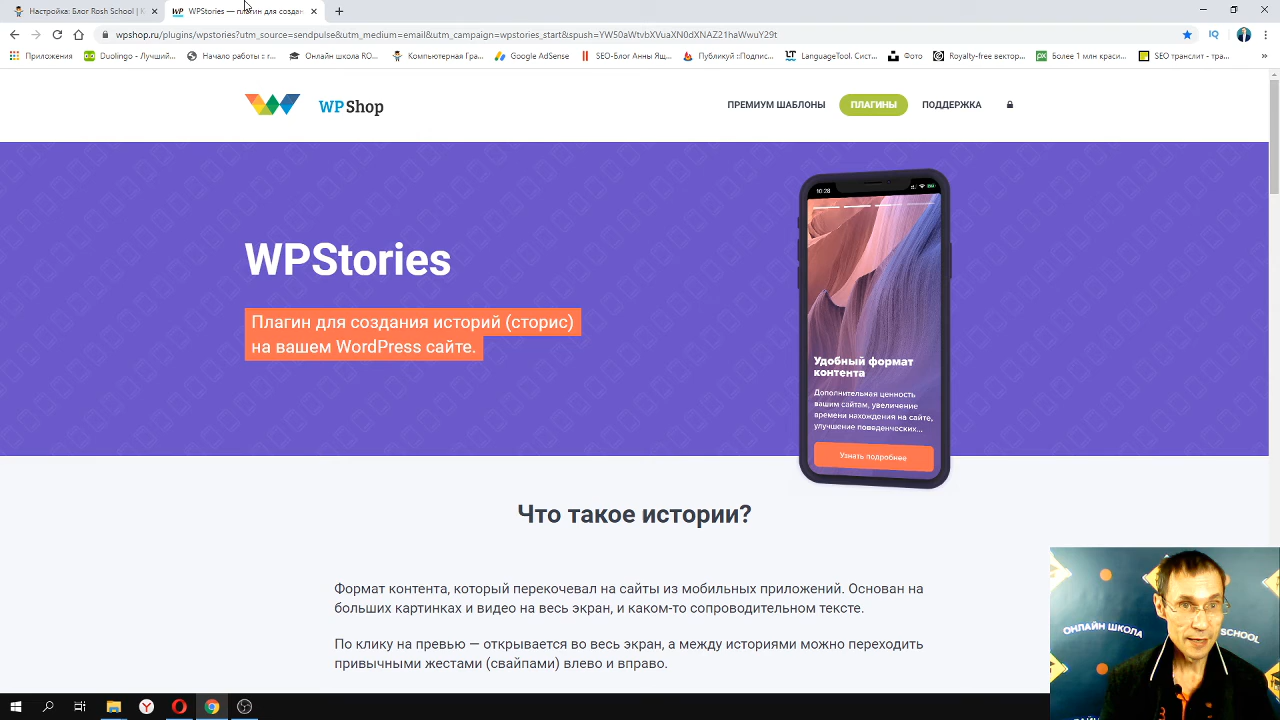 Настройка: Блог Rosh School | К
WPStories — плагин для создан
wpshop.ru/plugins/wpstories?utm_source=sendpulse&utm_medium=email&utm_campaign=wpstories_start&spush=YW50aWtvbXVuaXN0dXNAZ21haWwuY29t
Приложения
Duolingo - Лучший...
Начало работы :: r...
Онлайн школа RO...
Компьютерная Гра...
Google AdSense
SEO-Блог Анны Ящ...
Публикуй ::Подпис...
LanguageTool. Сис...
Фото
Royalty-free вектор...
Более 1 млн краси...
SEO транслит - тра...
WPShop
ПРЕМИУМ ШАБЛОНЫ
ПЛАГИНЫ
ПОДДЕРЖКА
10:28
WPStories
Плагин для создания историй (сторис)
на вашем WordPress сайте.
Удобный формат
контента
Дополнительная ценность
вашим сайтам, увеличение
времени нахождения на сайте,
улучшение поведенческих...
Узнать подробнее
Что такое истории?
Формат контента, который перекочевал на сайты из мобильных приложений. Основан на
больших картинках и видео на весь экран, и каком-то сопроводительном тексте.
По клику на превью — открывается во весь экран, а между историями можно переходить
привычными жестами (свайпами) влево и вправо.
ОНЛАЙН ШКОЛА
SCHOOL